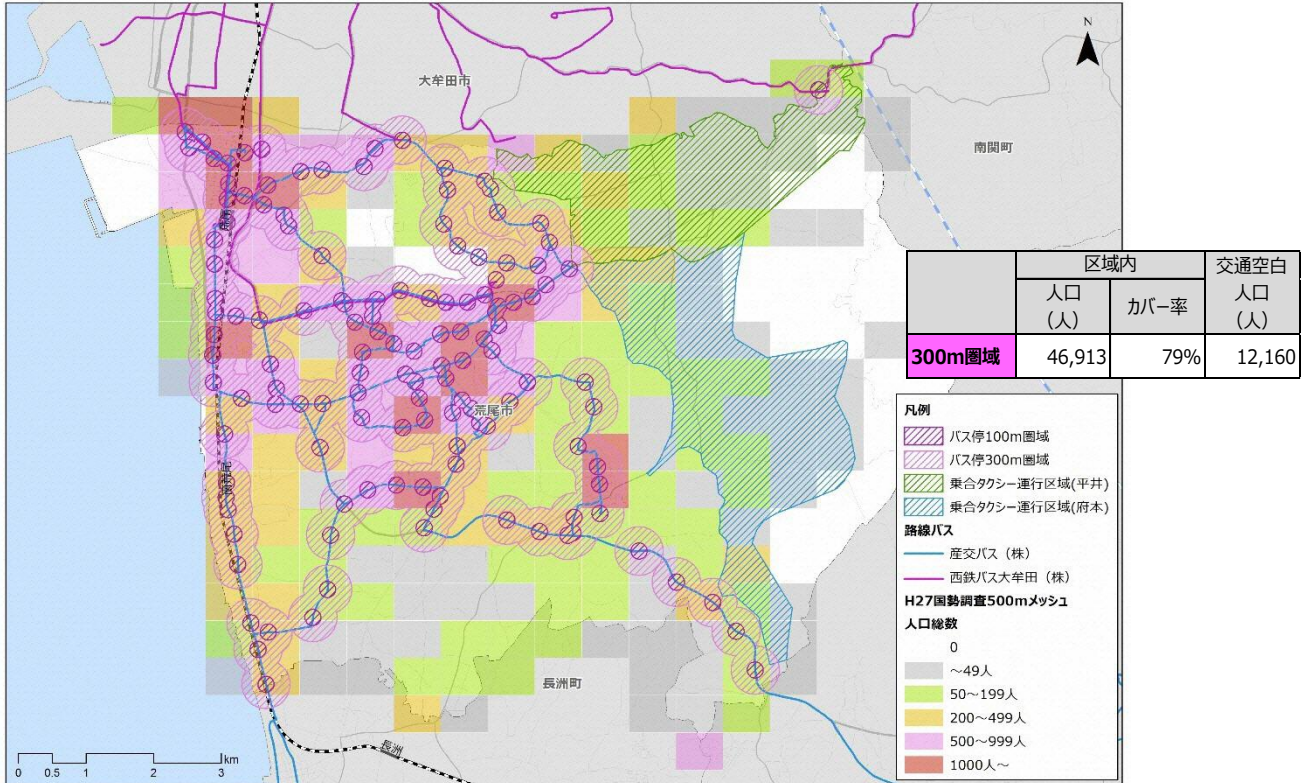 N
大牟田市
南関町
荒尾
南荒尾
荒尾市
長洲町
長洲
0 0.5 1 2 3 km
区域内 交通空白
人口 カバー率 人口
(人) (人)
300m圏域 46,913 79% 12,160
凡例
バス停100m圏域
バス停300m圏域
乗合タクシー運行区域(平井)
乗合タクシー運行区域(府本)
路線バス
産交バス（株）
西鉄バス大牟田（株）
H27国勢調査500mメッシュ
人口総数
0
～49人
50～199人
200～499人
500～999人
1000人～